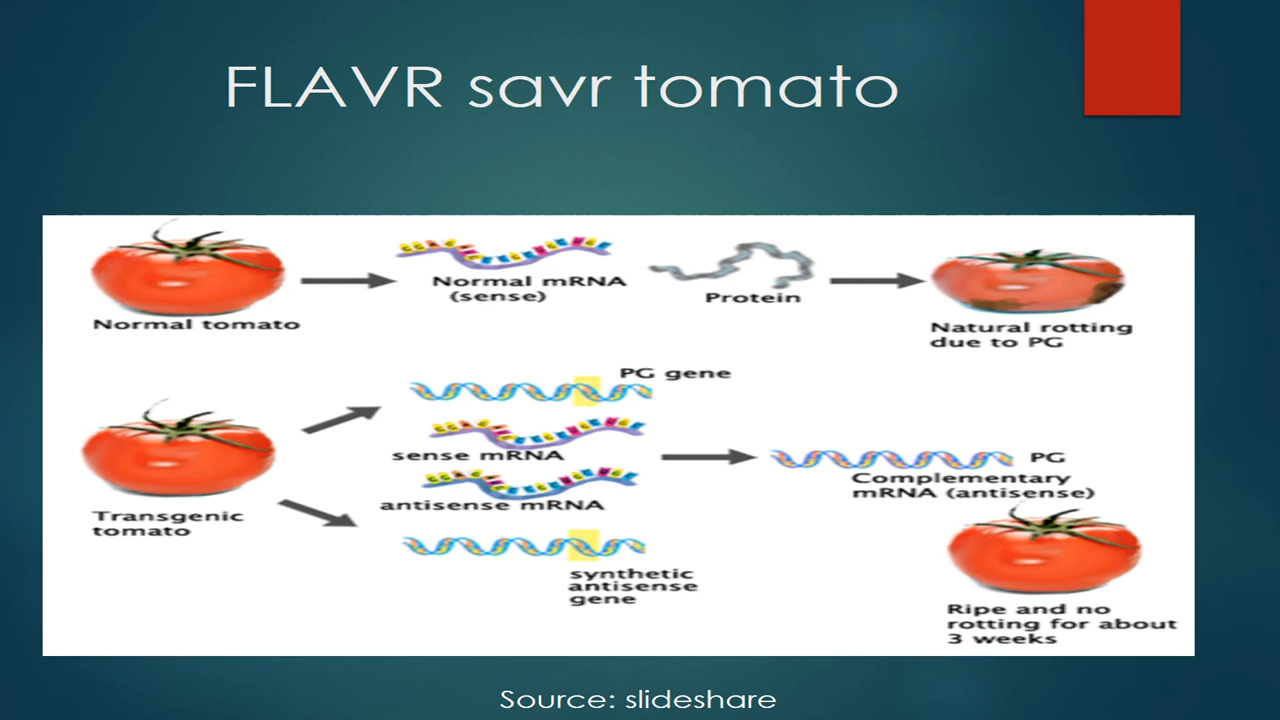 FLAVR savr tomato
Normal mRNA
(sense)
Protein
Normal tomato
Natural rotting
due to PG
PG gene
sense mRNA
antisense mRNA
PG
Complementary
mRNA (antisense)
Transgenic
tomato
synthetic
antisense
gene
Ripe and no
rotting for about
3 weeks
Source: slideshare